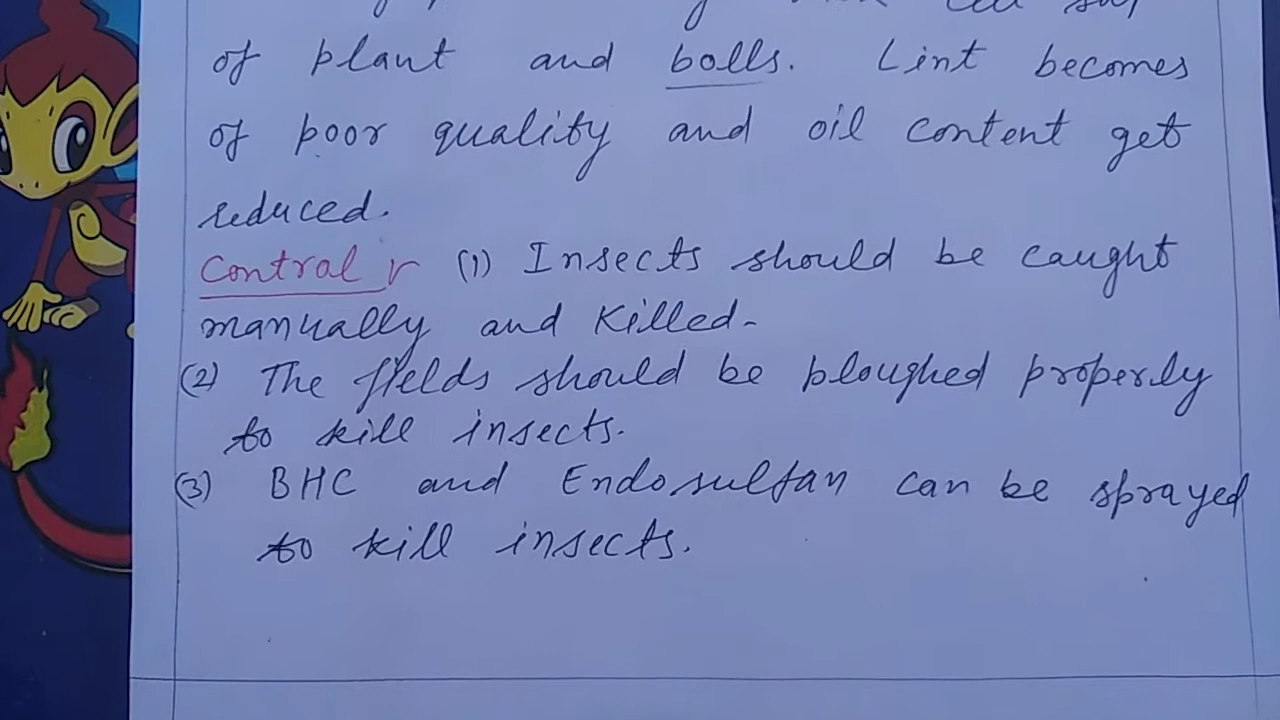 of plant and bolls. Lint becomes
of poor quality and oil content get
reduced.
Contral (1) Insects should be caught
manually and Killed-
(2) The fields should be ploughed properly
to kill insects.
(3) BHC and Endosulfan can be sprayed
to kill insects.